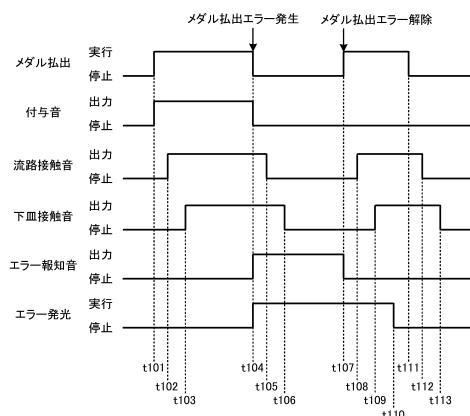 メダル払出エラー発生 メダル払出エラー解除
メダル払出 実行
停止
付与音 出力
停止
流路接触音 出力
停止
下皿接触音 出力
停止
エラー報知音 出力
停止
エラー発光 実行
停止
t101 t104 t107 t111
t102 t105 t108 t112
t103 t106 t109 t113
t110